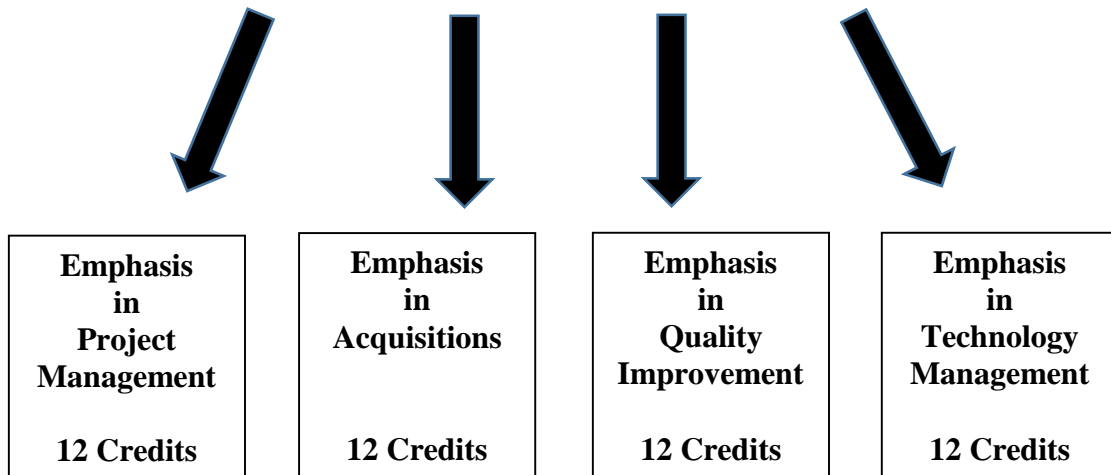 Emphasis
in
Project
Management
12 Credits
Emphasis
in
Acquisitions
12 Credits
Emphasis
in
Quality
Improvement
12 Credits
Emphasis
in
Technology
Management
12 Credits